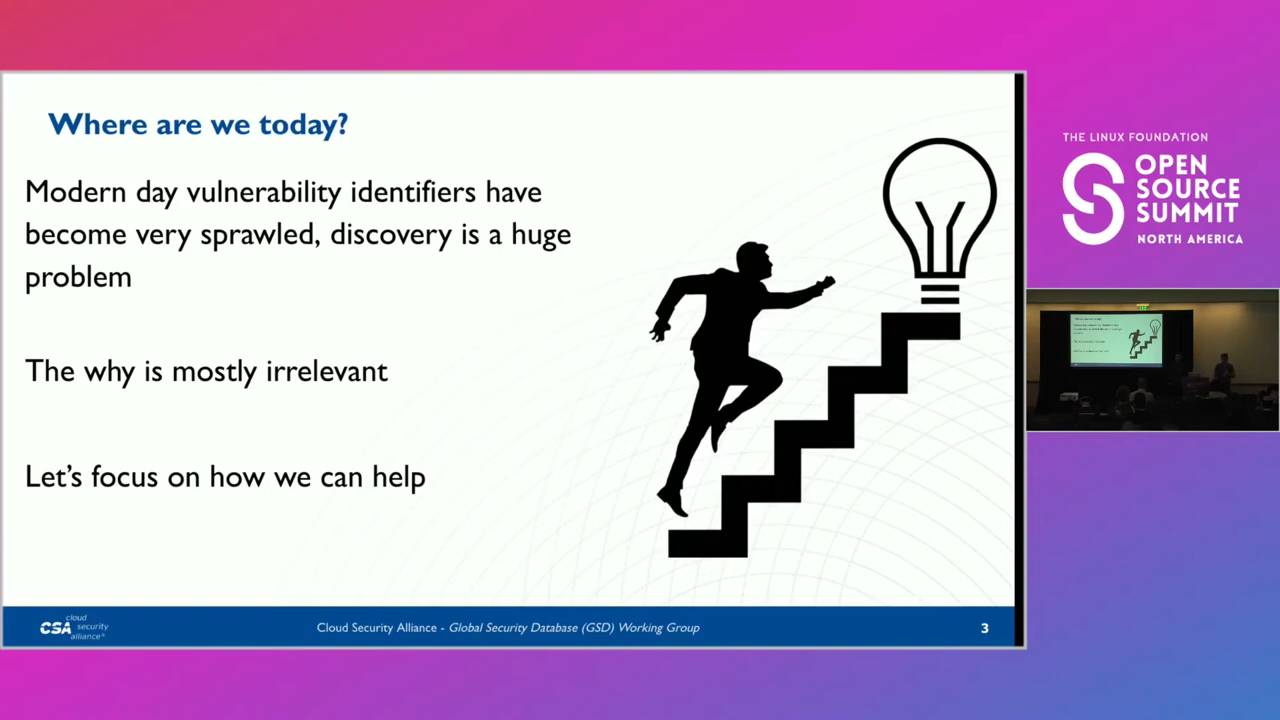 Where are we today?
Modern day vulnerability identifiers have
become very sprawled, discovery is a huge
problem
The why is mostly irrelevant
Let's focus on how we can help
CSA cloud
security
alliance®
Cloud Security Alliance - Global Security Database (GSD) Working Group
3
THE LINUX FOUNDATION
OPEN
SOURCE
SUMMIT
NORTH AMERICA